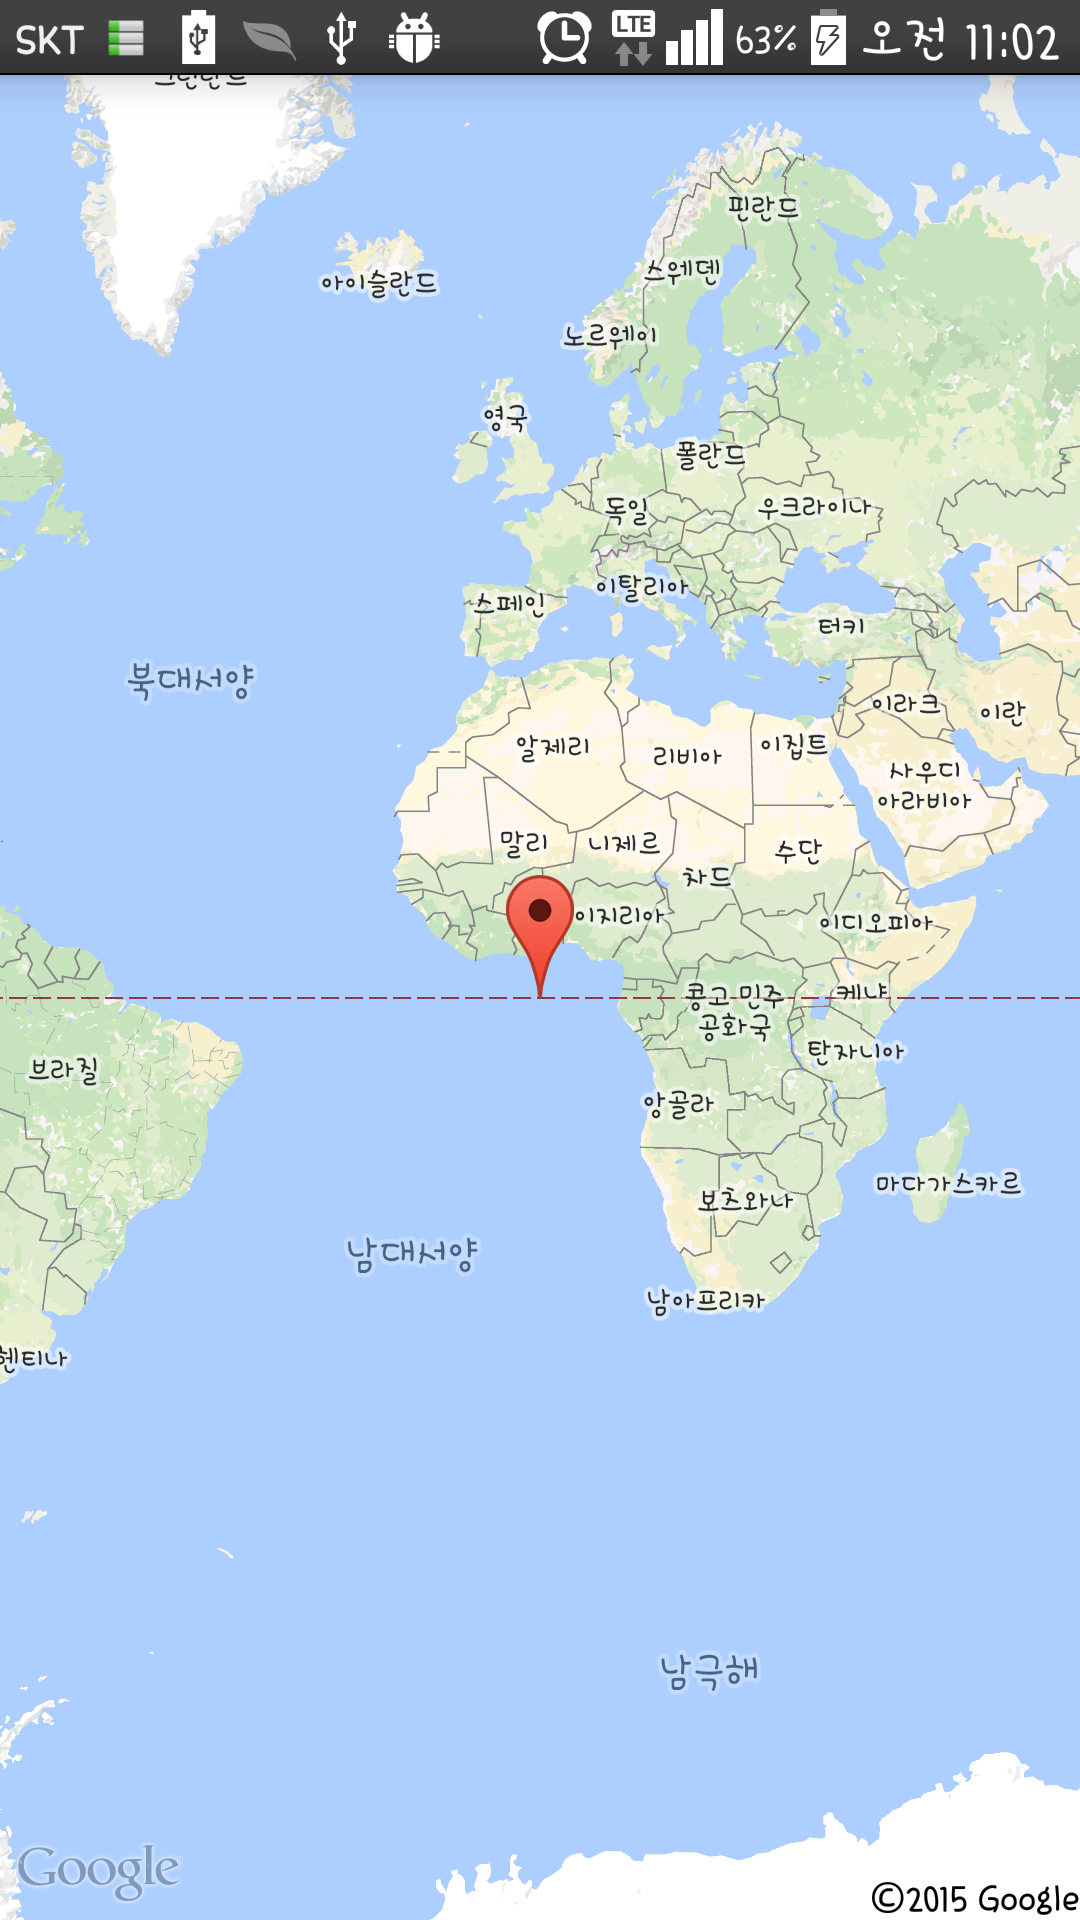 SKT
LTE
63%
오전 11:02
그린란드
핀란드
스웨덴
아이슬란드
노르웨이
영국
폴란드
독일
우크라이나
이탈리아
스페인
터키
북대서양
이라크
이란
알제리
리비아
이집트
사우디
아라비아
말리
니제르
수단
차드
이지리아
이디오피아
콩고 민주
공화국
케냐
탄자니아
브라질
앙골라
마다가스카르
보츠와나
남대서양
남아프리카
헨티나
남극해
Google
©2015 Google